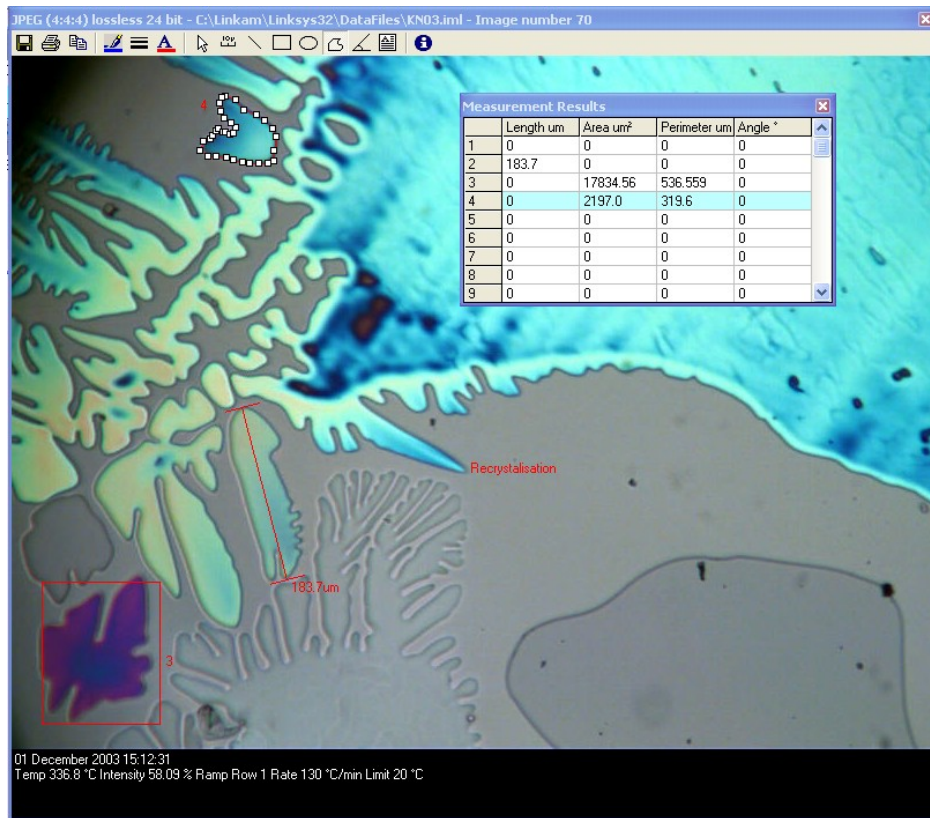 JPEG (4:4:4) lossless 24 bit - C:\Linkam\Linksys32\DataFiles\KN03.iml - Image number 70
4
Measurement Results
Length um Area um² Perimeter um Angle °
1 0 0 0 0
2 183.7 0 0 0
3 0 17834.56 536.559 0
4 0 2197.0 319.6 0
5 0 0 0 0
6 0 0 0 0
7 0 0 0 0
8 0 0 0 0
9 0 0 0 0
Recrystalisation
183.7um
3
01 December 2003 15:12:31
Temp 336.8 °C Intensity 58.09 % Ramp Row 1 Rate 130 °C/min Limit 20 °C